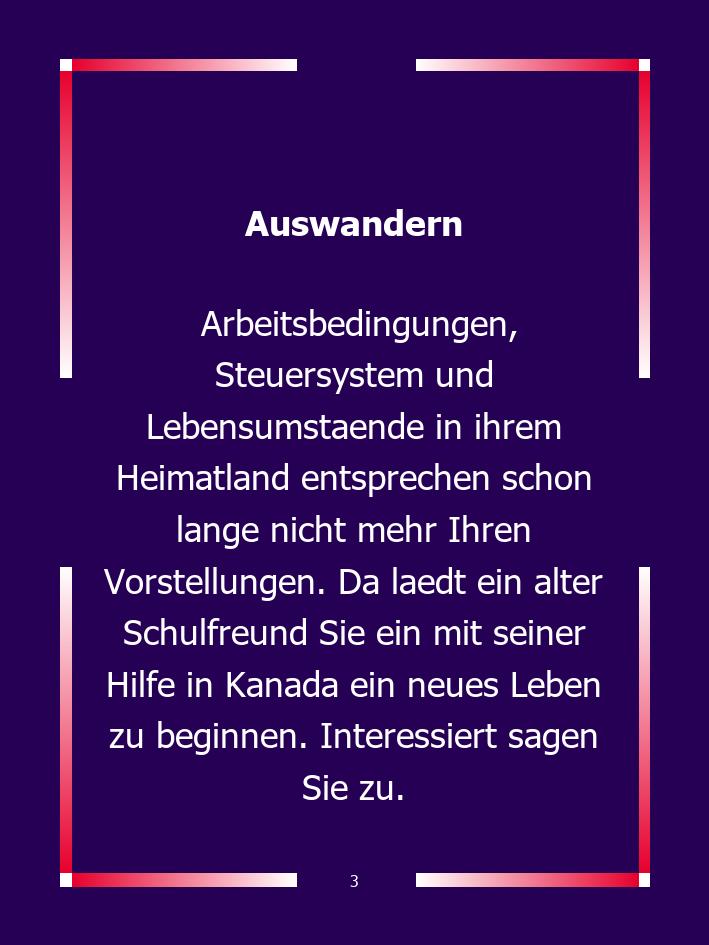 Auswandern
Arbeitsbedingungen,
Steuersystem und
Lebensumstaende in ihrem
Heimatland entsprechen schon
lange nicht mehr Ihren
Vorstellungen. Da laedt ein alter
Schulfreund Sie ein mit seiner
Hilfe in Kanada ein neues Leben
zu beginnen. Interessiert sagen
Sie zu.
3